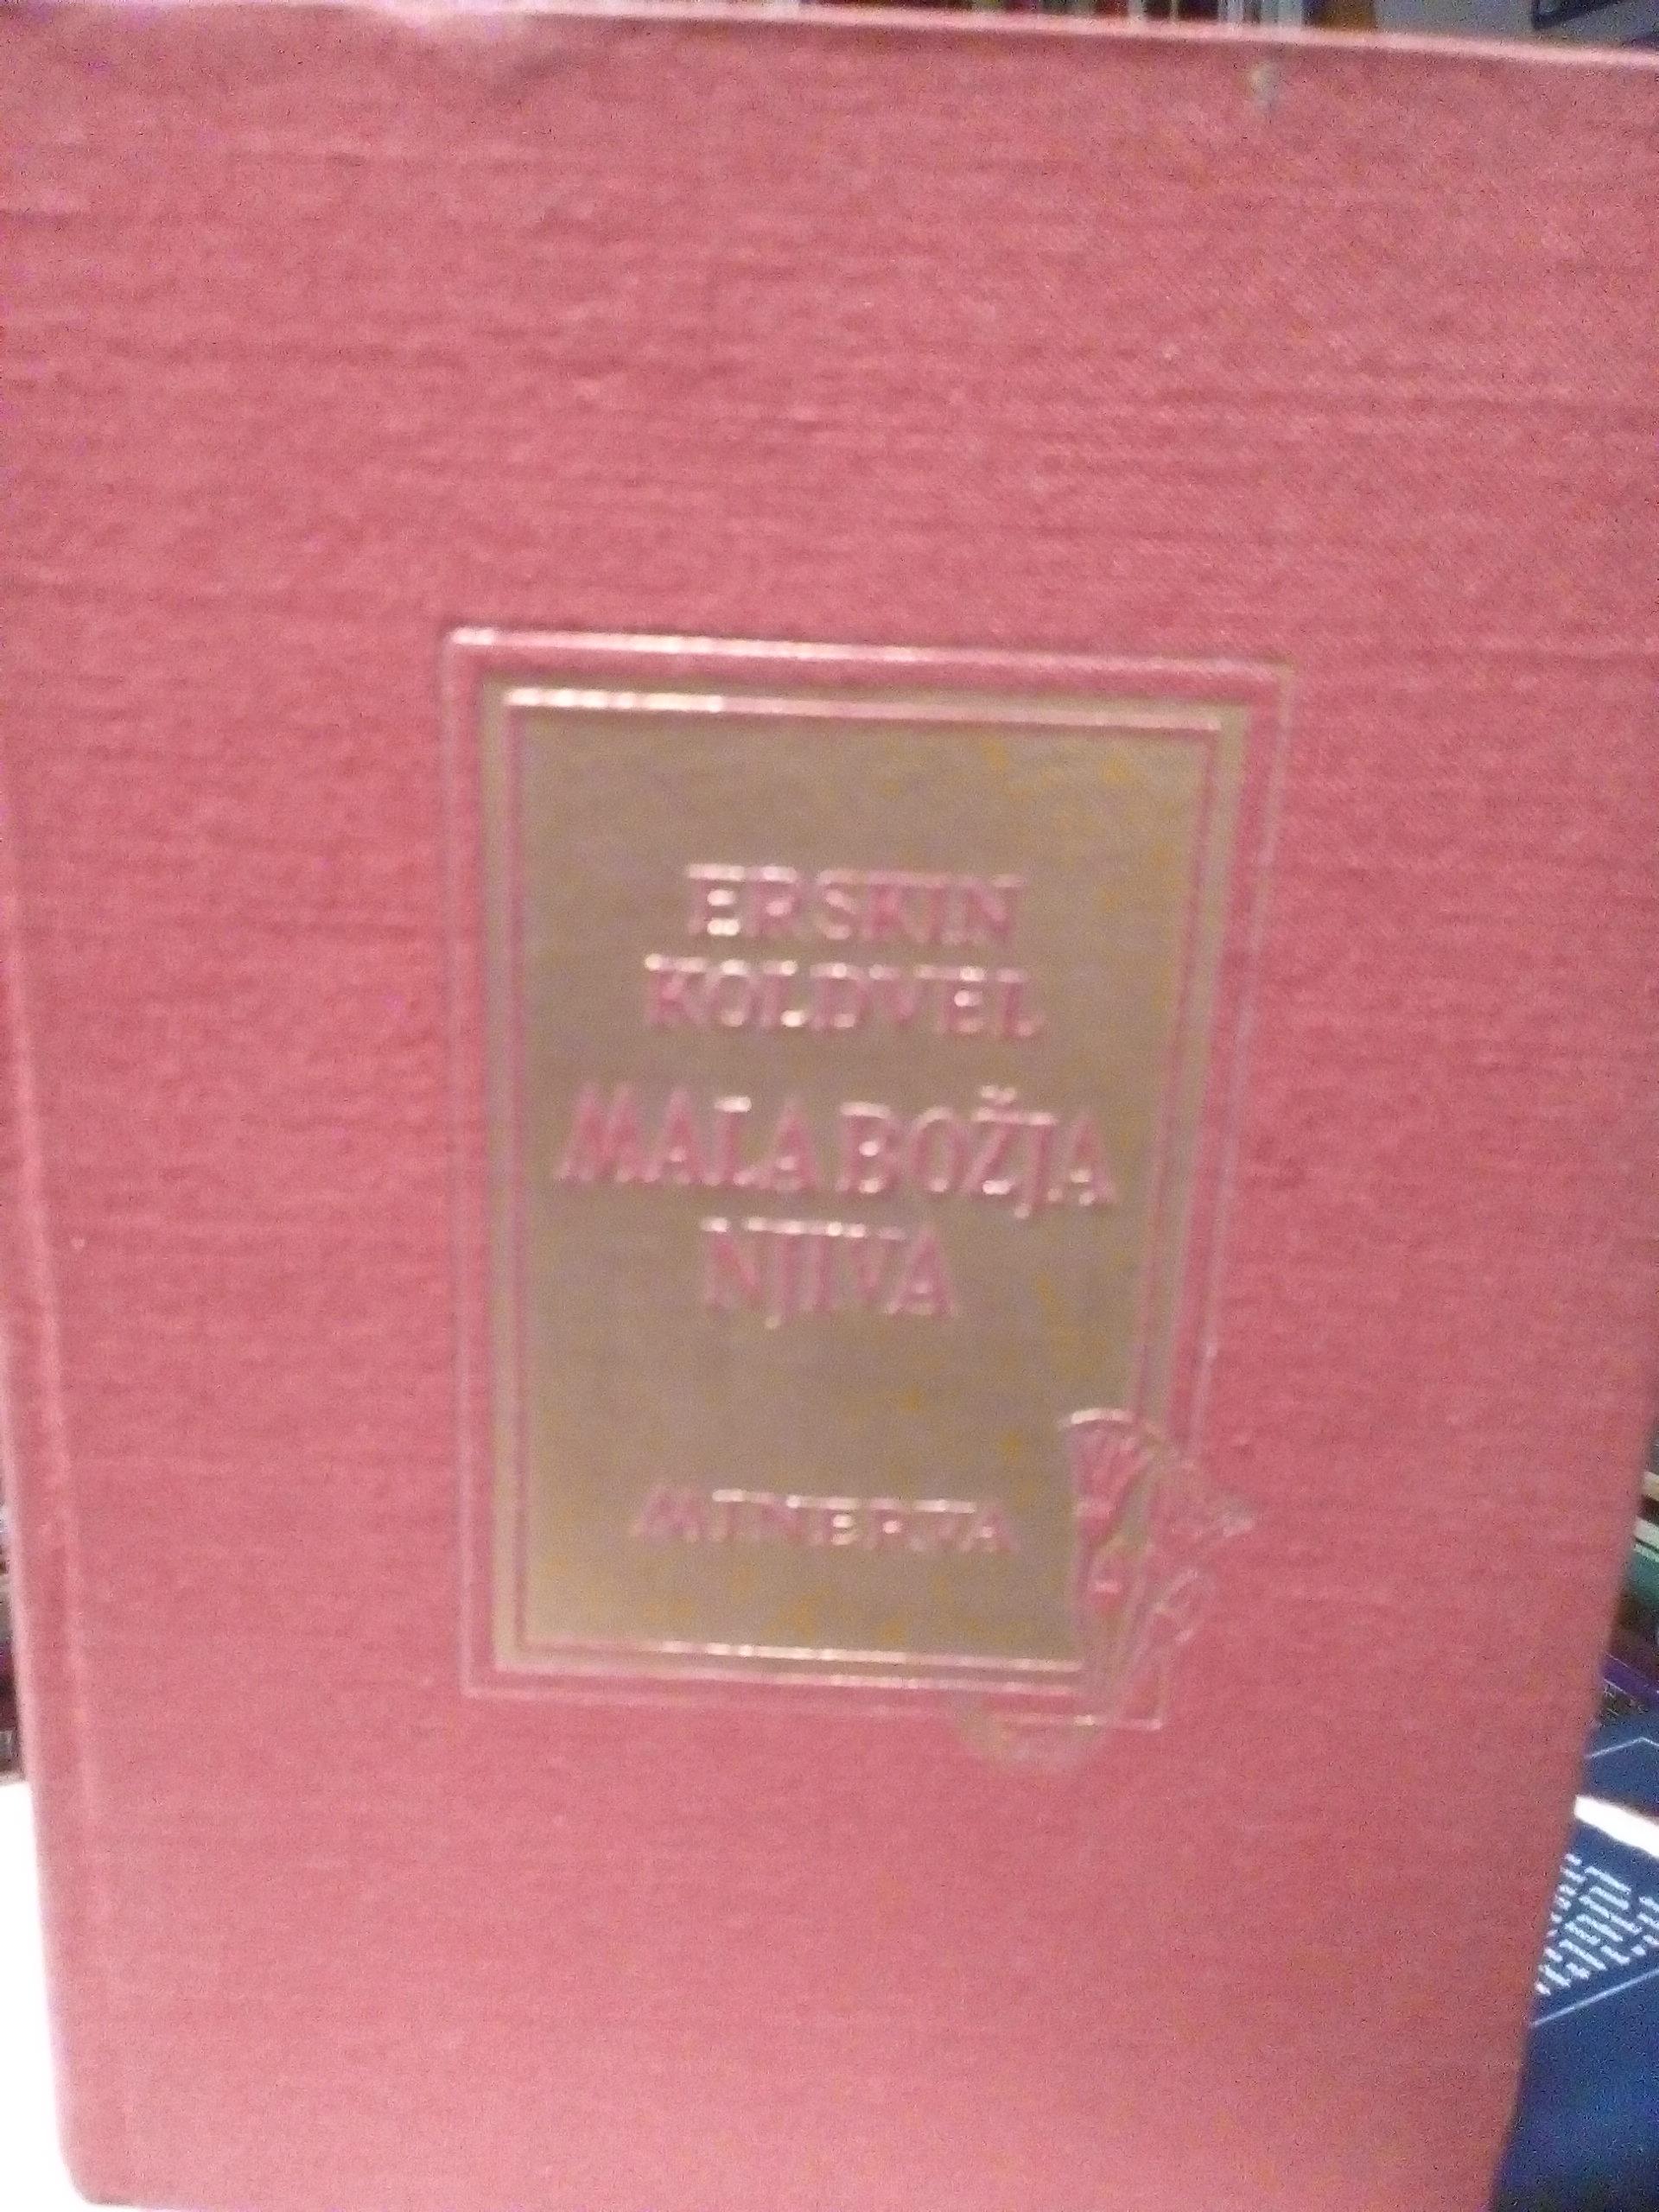 ERSKIN
KOLDVEL
MALA BOŽJA
NJIVA
MINERVA